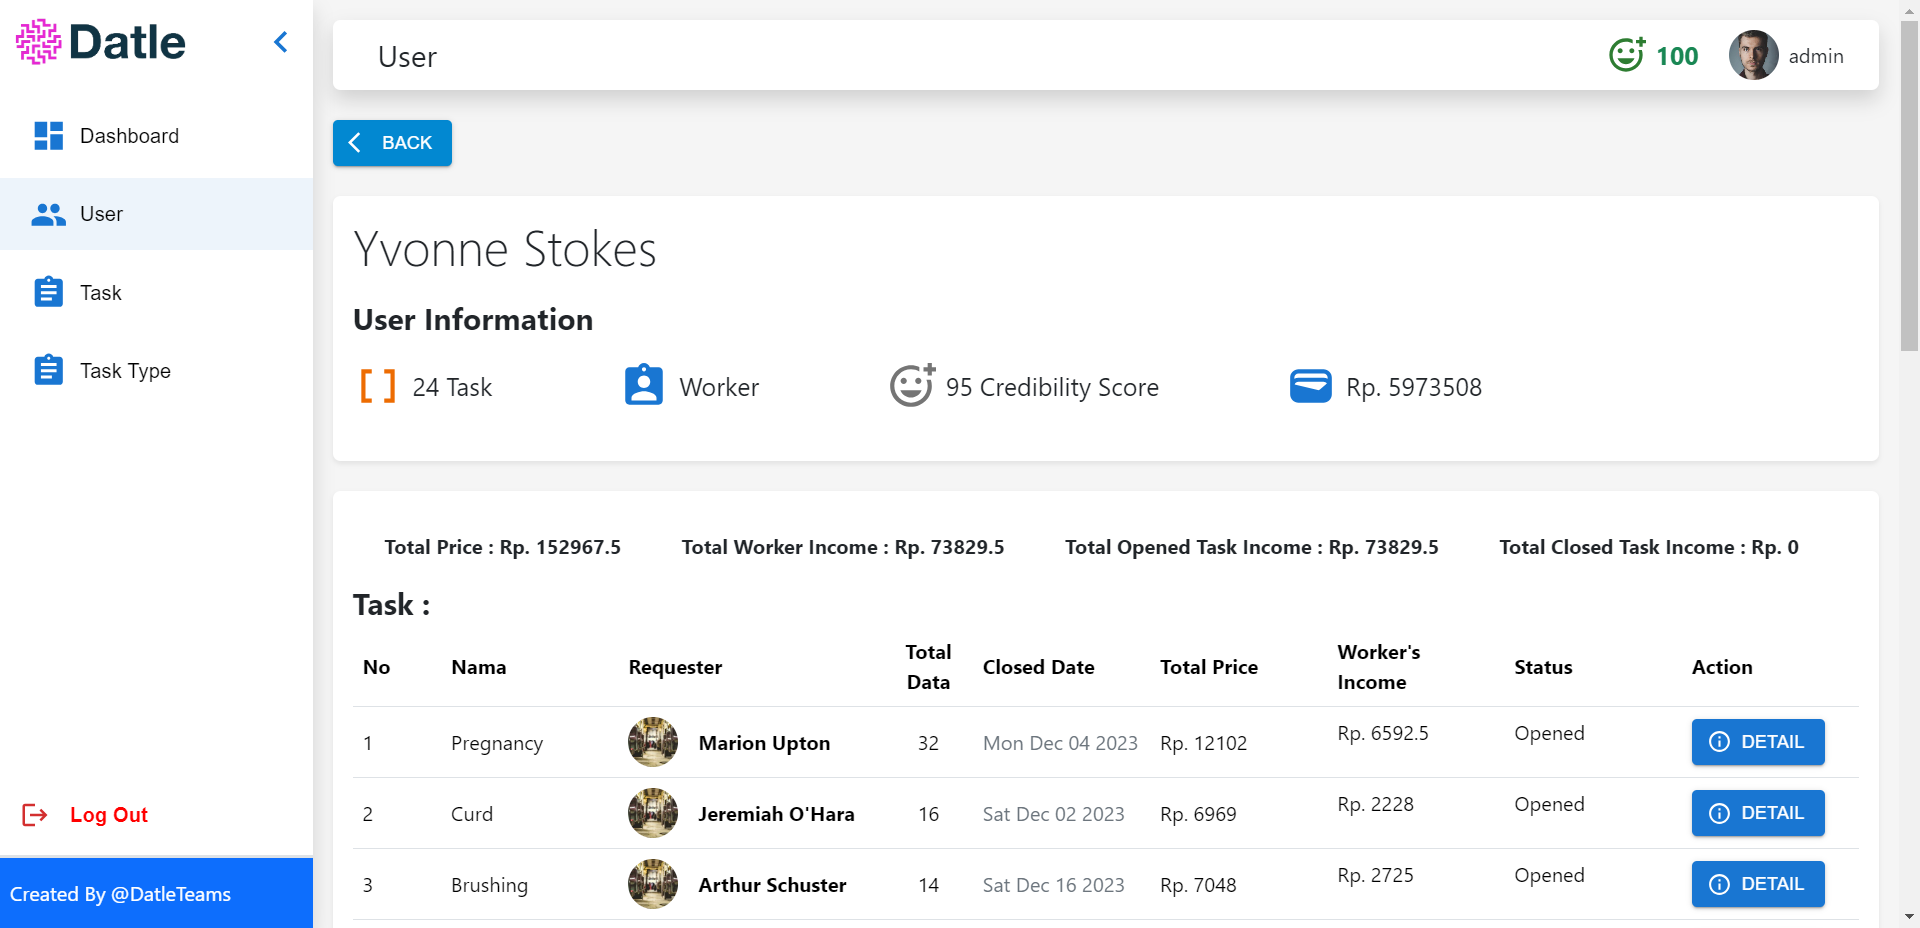 Datle
User
100
admin
Dashboard
User
Task
Task Type
Log Out
Created By @DatleTeams
BACK
Yvonne Stokes
User Information
24 Task
Worker
95 Credibility Score
Rp. 5973508
Total Price : Rp. 152967.5
Total Worker Income : Rp. 73829.5
Total Opened Task Income : Rp. 73829.5
Total Closed Task Income : Rp. 0
Task :
No Nama Requester Total Data Closed Date Total Price Worker's Income Status Action
1 Pregnancy Marion Upton 32 Mon Dec 04 2023 Rp. 12102 Rp. 6592.5 Opened DETAIL
2 Curd Jeremiah O'Hara 16 Sat Dec 02 2023 Rp. 6969 Rp. 2228 Opened DETAIL
3 Brushing Arthur Schuster 14 Sat Dec 16 2023 Rp. 7048 Rp. 2725 Opened DETAIL